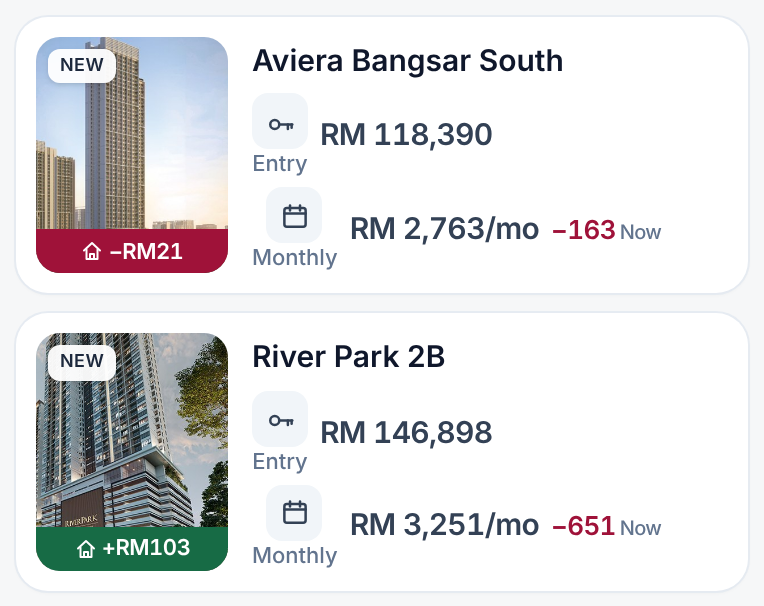 NEW
–RM21
Aviera Bangsar South
RM 118,390
Entry
RM 2,763/mo –163 Now
Monthly
NEW
RIVERPARK
+RM103
River Park 2B
RM 146,898
Entry
RM 3,251/mo –651 Now
Monthly